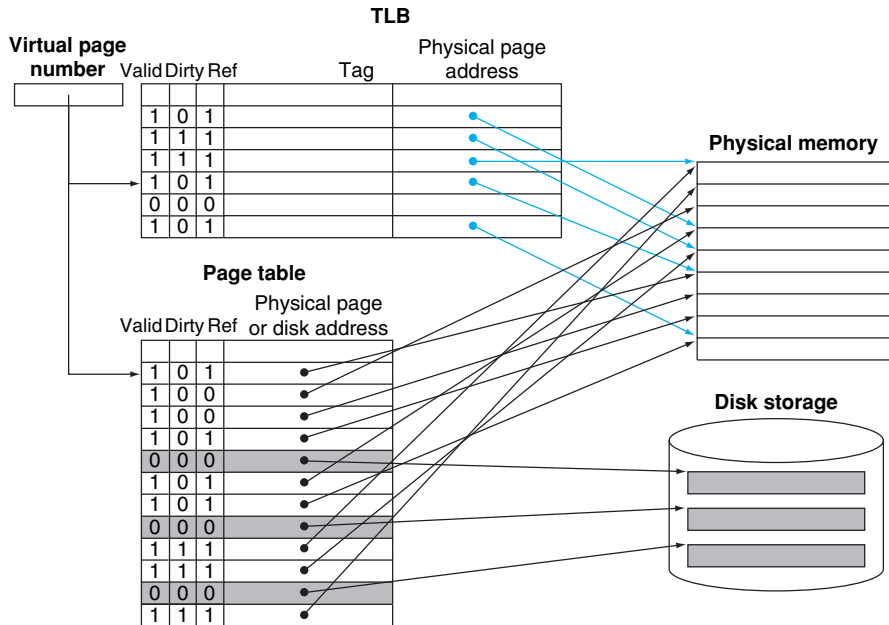 TLB
Virtual page
number
Valid Dirty Ref
Tag
Physical page
address
1 0 1
1 1 1
1 1 1
1 0 1
0 0 0
1 0 1
Physical memory
Page table
Valid Dirty Ref
Physical page
or disk address
1 0 1
1 0 0
1 0 0
1 0 1
0 0 0
1 0 1
1 0 1
0 0 0
1 1 1
1 1 1
0 0 0
1 1 1
Disk storage